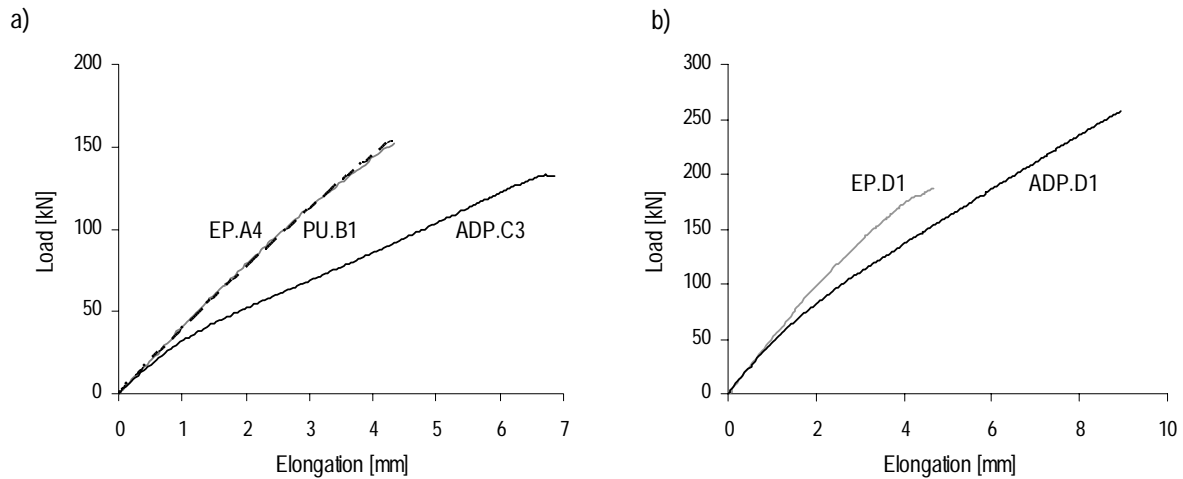 a)
200
150
100
50
0
Load [kN]
EP.A4 PU.B1 ADP.C3
0 1 2 3 4 5 6 7
Elongation [mm]
b)
300
250
200
150
100
50
0
Load [kN]
EP.D1 ADP.D1
0 2 4 6 8 10
Elongation [mm]